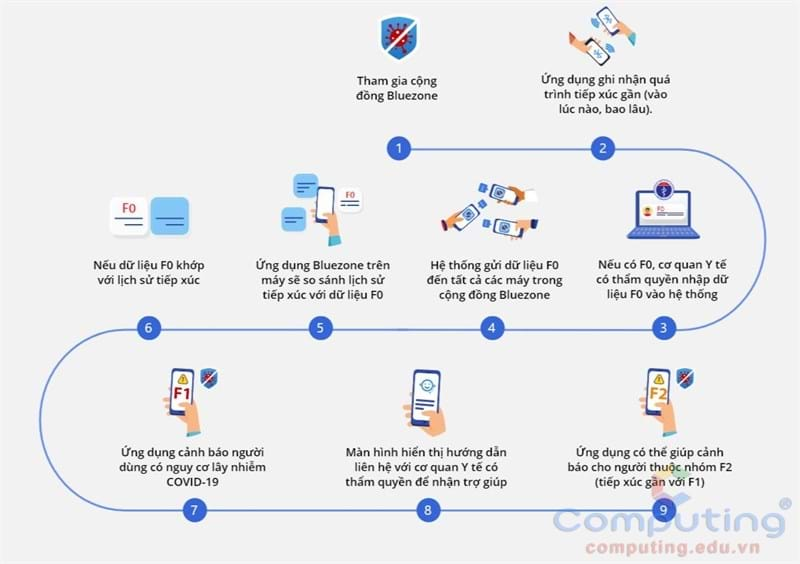 Tham gia cộng
đồng Bluezone
1
Ứng dụng ghi nhận quá
trình tiếp xúc gần (vào
lúc nào, bao lâu).
2
F0
Nếu có F0, cơ quan Y tế
có thẩm quyền nhập dữ
liệu F0 vào hệ thống
3
Hệ thống gửi dữ liệu F0
đến tất cả các máy trong
cộng đồng Bluezone
4
F0
Ứng dụng Bluezone trên
máy sẽ so sánh lịch sử
tiếp xúc với dữ liệu F0
5
F0
Nếu dữ liệu F0 khớp
với lịch sử tiếp xúc
6
F1
Ứng dụng cảnh báo người
dùng có nguy cơ lây nhiễm
COVID-19
7
Màn hình hiển thị hướng dẫn
liên hệ với cơ quan Y tế có
thẩm quyền để nhận trợ giúp
8
F2
Ứng dụng có thể giúp cảnh
báo cho người thuộc nhóm F2
(tiếp xúc gần với F1)
9
Computing®
computing.edu.vn